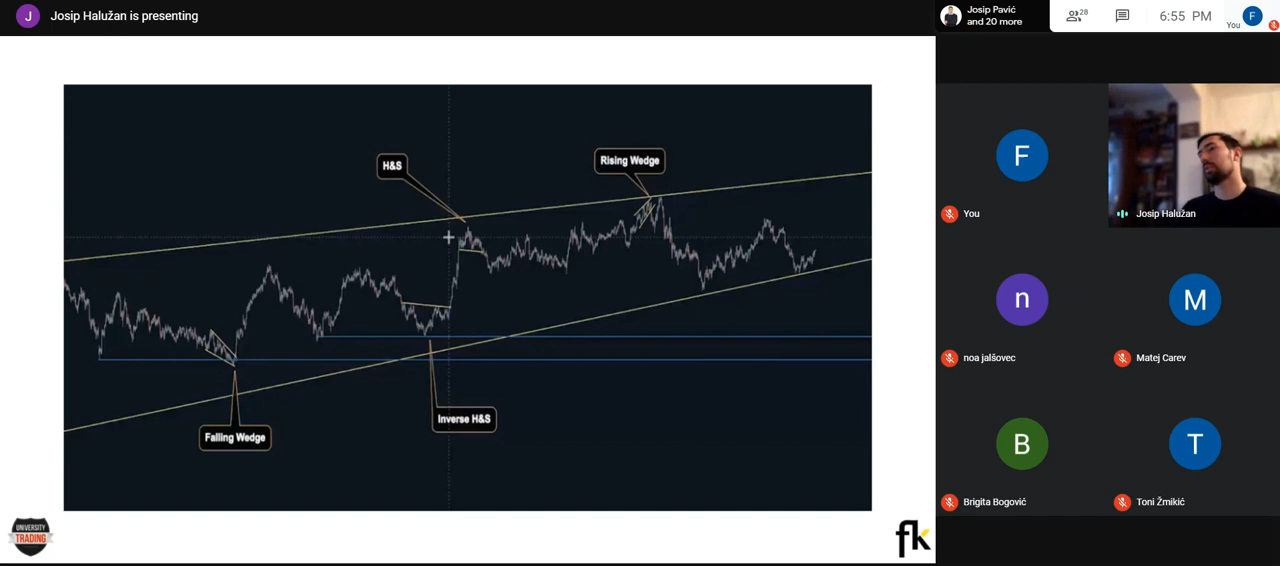 J
Josip Halužan is presenting
Josip Pavić
and 20 more
28
6:55 PM
You
F
H&S
Rising Wedge
Falling Wedge
Inverse H&S
UNIVERSITY
TRADING
fk
F
You
Josip Halužan
n
noa jalšovec
M
Matej Carev
B
Brigita Bogović
T
Toni Žmikić